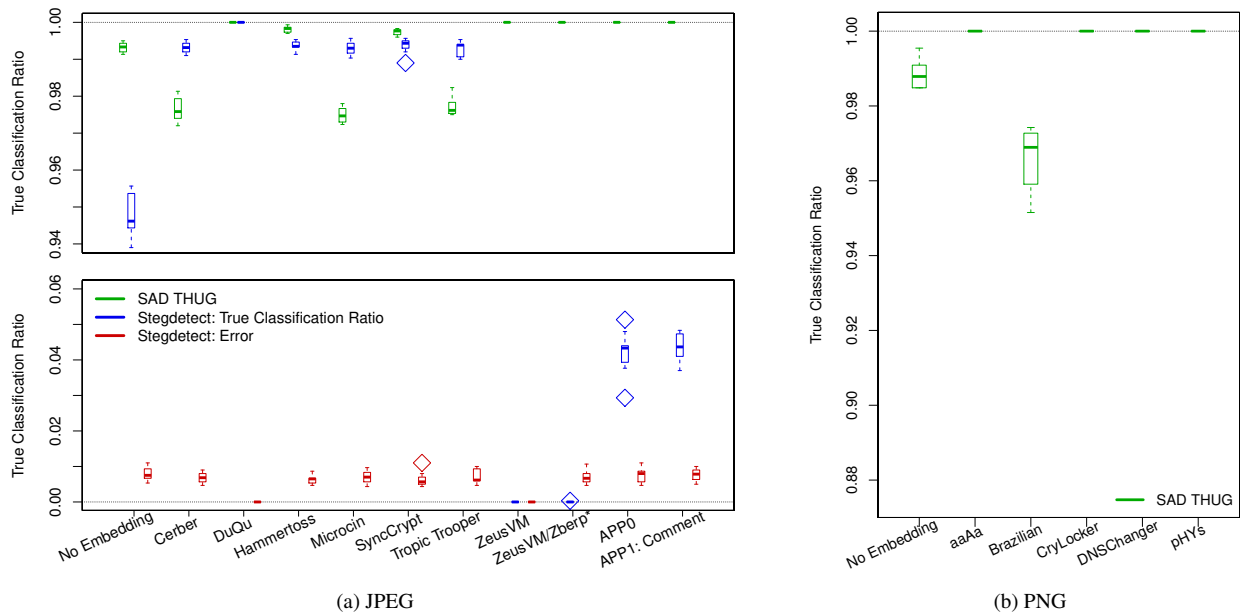 True Classification Ratio
1.00
0.98
0.96
0.94
True Classification Ratio
0.06
0.04
0.02
0.00
SAD THUG
Stegdetect: True Classification Ratio
Stegdetect: Error
No Embedding
Cerber
DuQu
Hammertoss
Microcin
SyncCrypt
Tropic Trooper
ZeusVM
ZeusVM/Zberp*
APP0
APP1: Comment
(a) JPEG
True Classification Ratio
1.00
0.98
0.96
0.94
0.92
0.90
0.88
SAD THUG
No Embedding
aaAa
Brazilian
CryLocker
DNSChanger
pHYs
(b) PNG